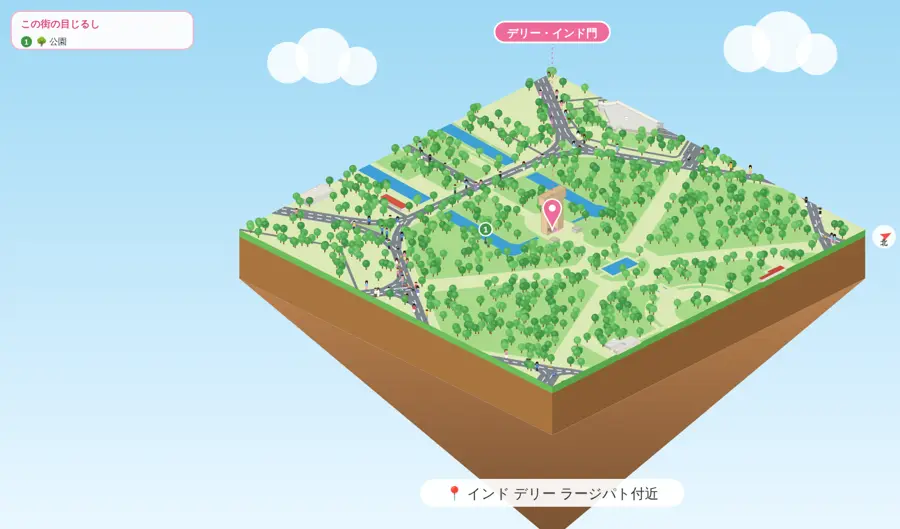 この街の目じるし
1 🌳 公園
デリー・インド門
1
北
📍 インド デリー ラージパト付近